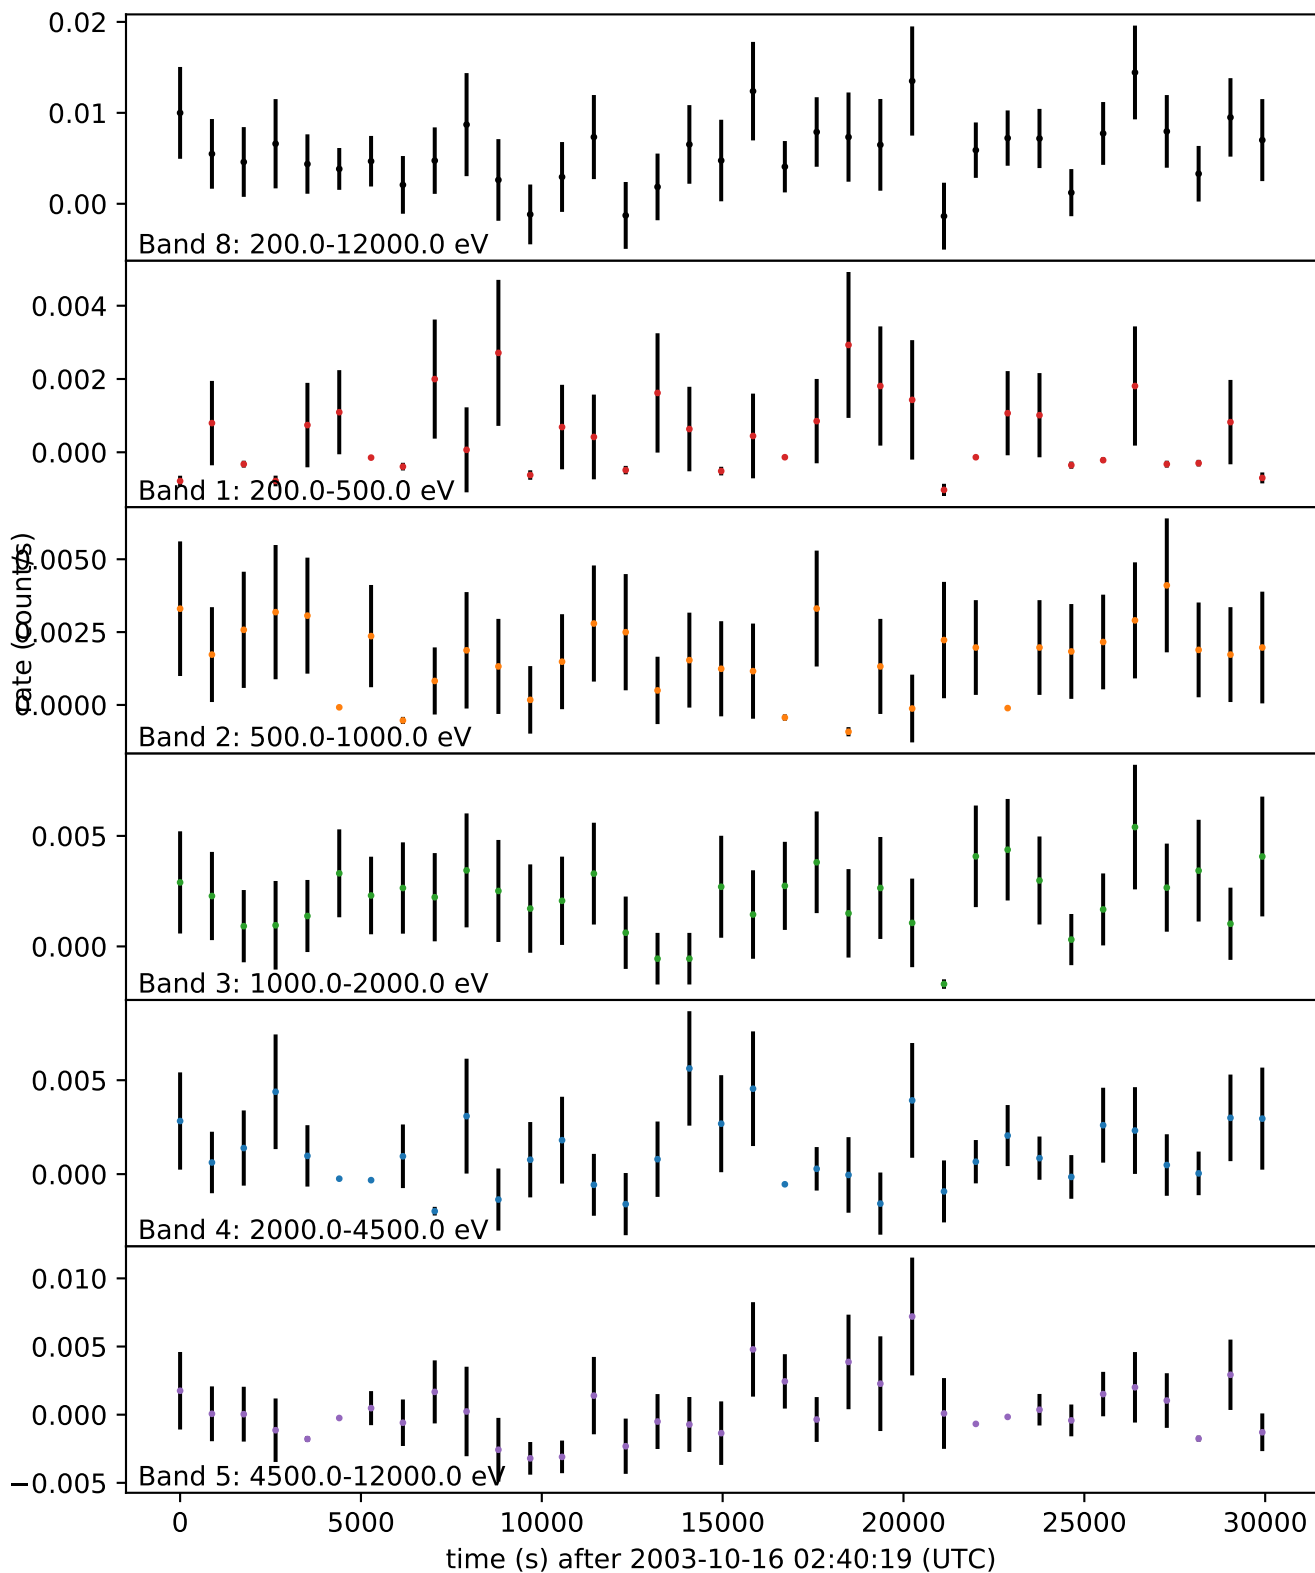 0.02
0.01
0.00
Band 8: 200.0-12000.0 eV
0.004
0.002
0.000
Band 1: 200.0-500.0 eV
rate (count/s)
0.0050
0.0025
0.0000
Band 2: 500.0-1000.0 eV
0.005
0.000
Band 3: 1000.0-2000.0 eV
0.005
0.000
Band 4: 2000.0-4500.0 eV
0.010
0.005
0.000
−0.005
Band 5: 4500.0-12000.0 eV
0 5000 10000 15000 20000 25000 30000
time (s) after 2003-10-16 02:40:19 (UTC)